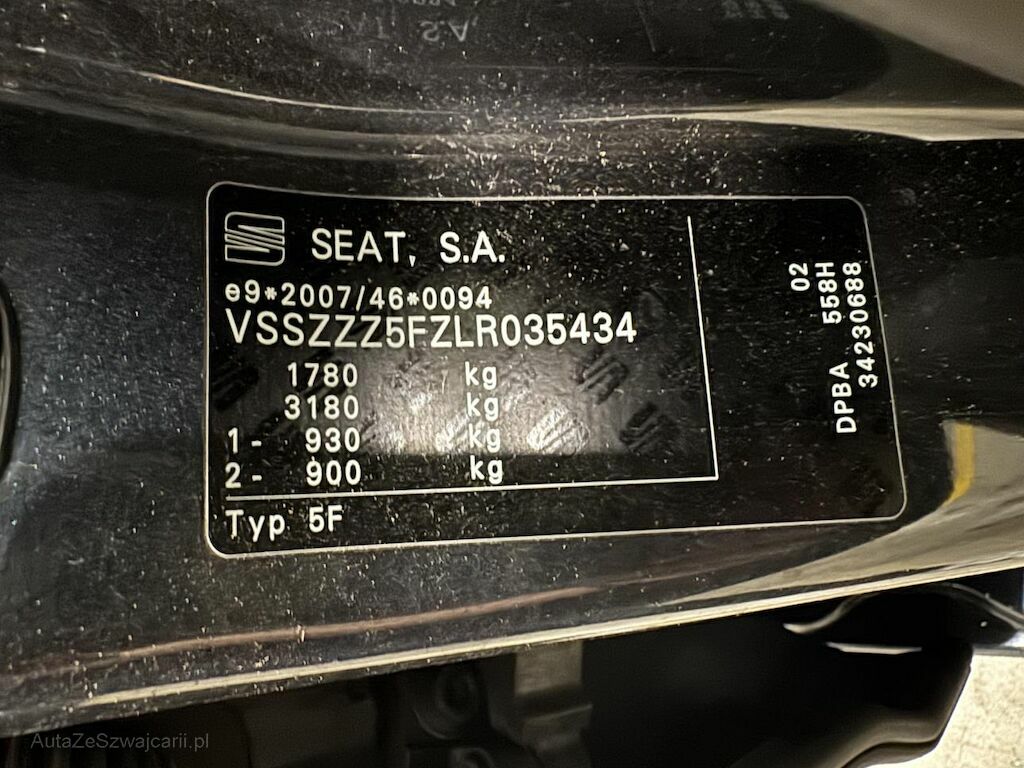 SEAT, S.A.
e9*2007/46*0094
VSSZZZ5FZLR035434
1780 kg
3180 kg
1- 930 kg
2- 900 kg
Typ 5F
02
DPBA 558H
34230688
AutaZeSzwajcarii.pl